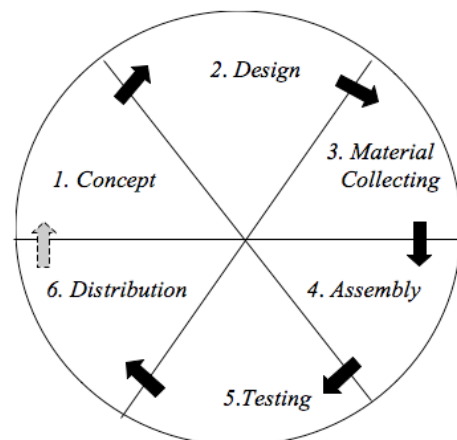 2. Design
3. Material
Collecting
1. Concept
6. Distribution
4. Assembly
5.Testing